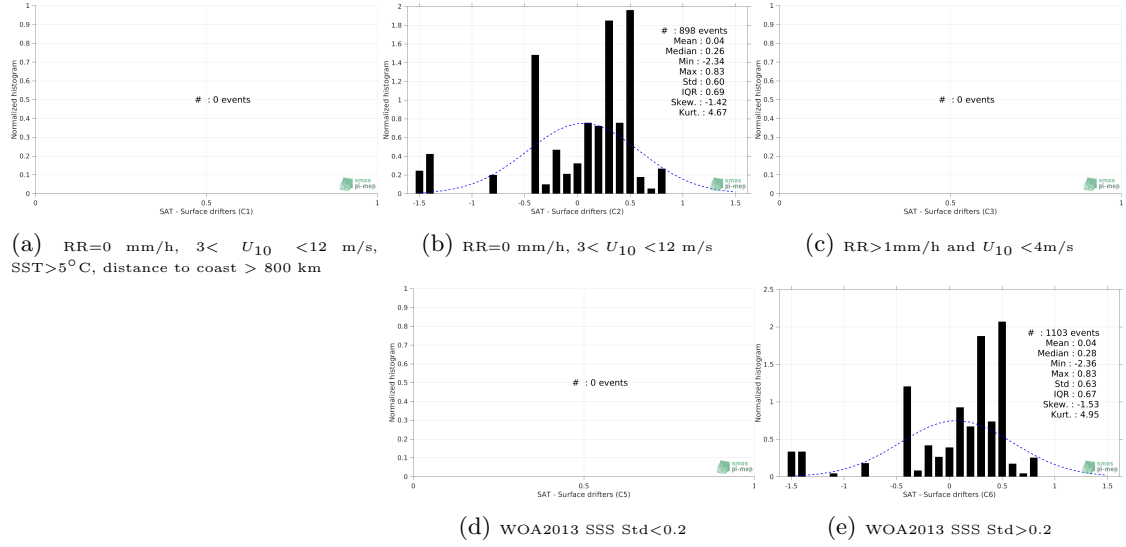 1
0.9
0.8
0.7
0.6
0.5
0.4
0.3
0.2
0.1
0
Normalized histogram
# : 0 events
0 0.5 1
SAT - Surface drifters (C1)
smos
pi-mep
(a) RR=0 mm/h, 3< U10 <12 m/s,
SST>5°C, distance to coast > 800 km
2
1.8
1.6
1.4
1.2
1
0.8
0.6
0.4
0.2
0
Normalized histogram
# : 898 events
Mean : 0.04
Median : 0.26
Min : -2.34
Max : 0.83
Std : 0.60
IQR : 0.69
Skew. : -1.42
Kurt. : 4.67
-1.5 -1 -0.5 0 0.5 1 1.5
SAT - Surface drifters (C2)
smos
pi-mep
(b) RR=0 mm/h, 3< U10 <12 m/s
1
0.9
0.8
0.7
0.6
0.5
0.4
0.3
0.2
0.1
0
Normalized histogram
# : 0 events
0 0.5 1
SAT - Surface drifters (C3)
smos
pi-mep
(c) RR>1mm/h and U10 <4m/s
1
0.9
0.8
0.7
0.6
0.5
0.4
0.3
0.2
0.1
0
Normalized histogram
# : 0 events
0 0.5 1
SAT - Surface drifters (C5)
smos
pi-mep
(d) WOA2013 SSS Std<0.2
2.5
2
1.5
1
0.5
0
Normalized histogram
# : 1103 events
Mean : 0.04
Median : 0.28
Min : -2.36
Max : 0.83
Std : 0.63
IQR : 0.67
Skew. : -1.53
Kurt. : 4.95
-1.5 -1 -0.5 0 0.5 1 1.5
SAT - Surface drifters (C6)
smos
pi-mep
(e) WOA2013 SSS Std>0.2